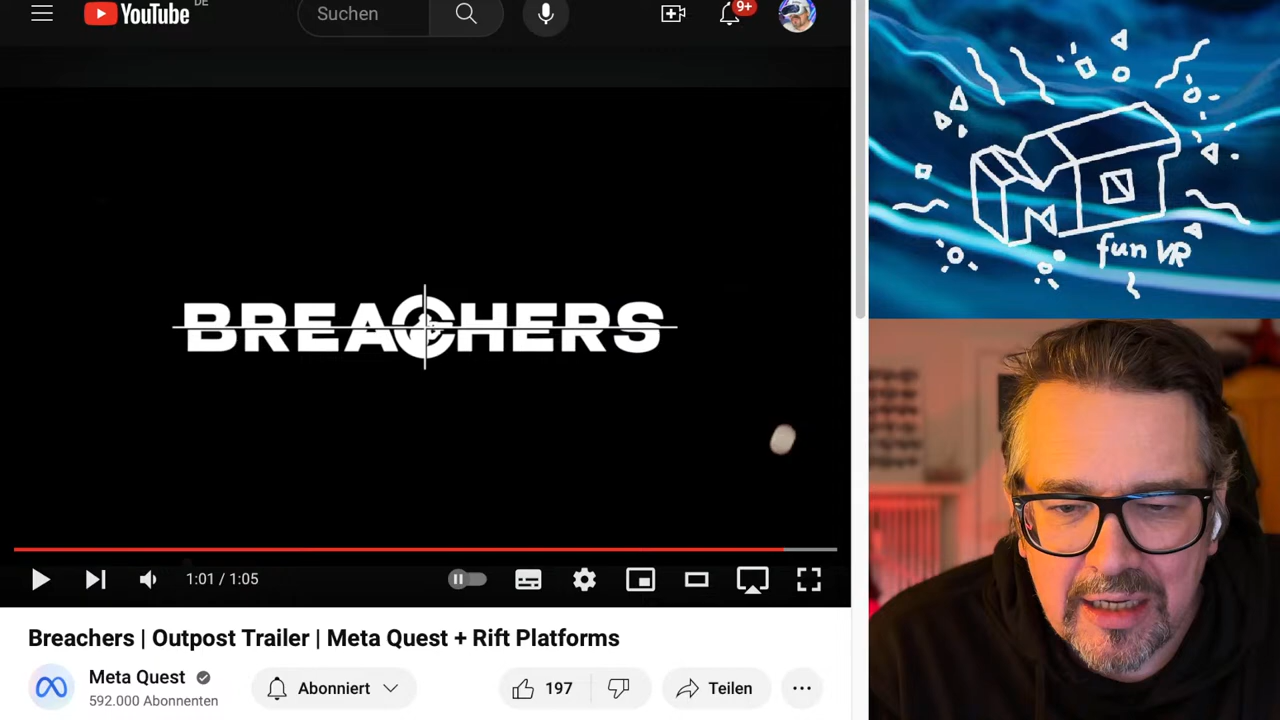 YouTube DE
Suchen
9+
BREACHERS
1:01 / 1:05
Breachers | Outpost Trailer | Meta Quest + Rift Platforms
Meta Quest
592.000 Abonnenten
Abonniert
197
Teilen
fun VR